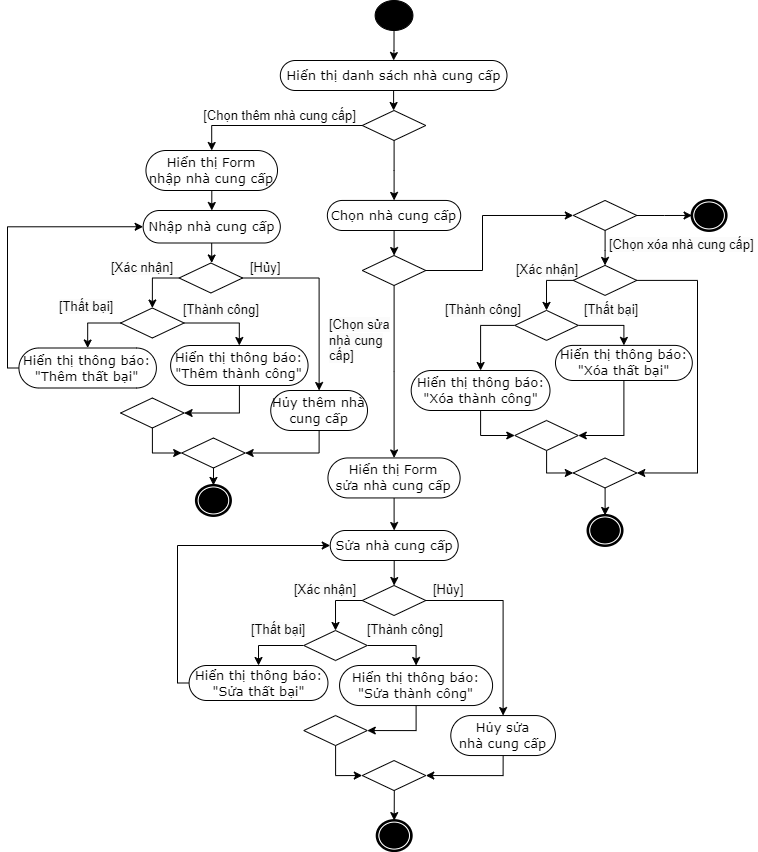 Hiển thị danh sách nhà cung cấp
[Chọn thêm nhà cung cấp]
Hiển thị Form
nhập nhà cung cấp
Nhập nhà cung cấp
[Xác nhận]
[Hủy]
[Thất bại]
[Thành công]
Hiển thị thông báo:
"Thêm thất bại"
Hiển thị thông báo:
"Thêm thành công"
Hủy thêm nhà
cung cấp
Chọn nhà cung cấp
[Chọn sửa
nhà cung
cấp]
[Chọn xóa nhà cung cấp]
[Xác nhận]
[Thành công]
[Thất bại]
Hiển thị thông báo:
"Xóa thành công"
Hiển thị thông báo:
"Xóa thất bại"
Hiển thị Form
sửa nhà cung cấp
Sửa nhà cung cấp
[Xác nhận]
[Hủy]
[Thất bại]
[Thành công]
Hiển thị thông báo:
"Sửa thất bại"
Hiển thị thông báo:
"Sửa thành công"
Hủy sửa
nhà cung cấp